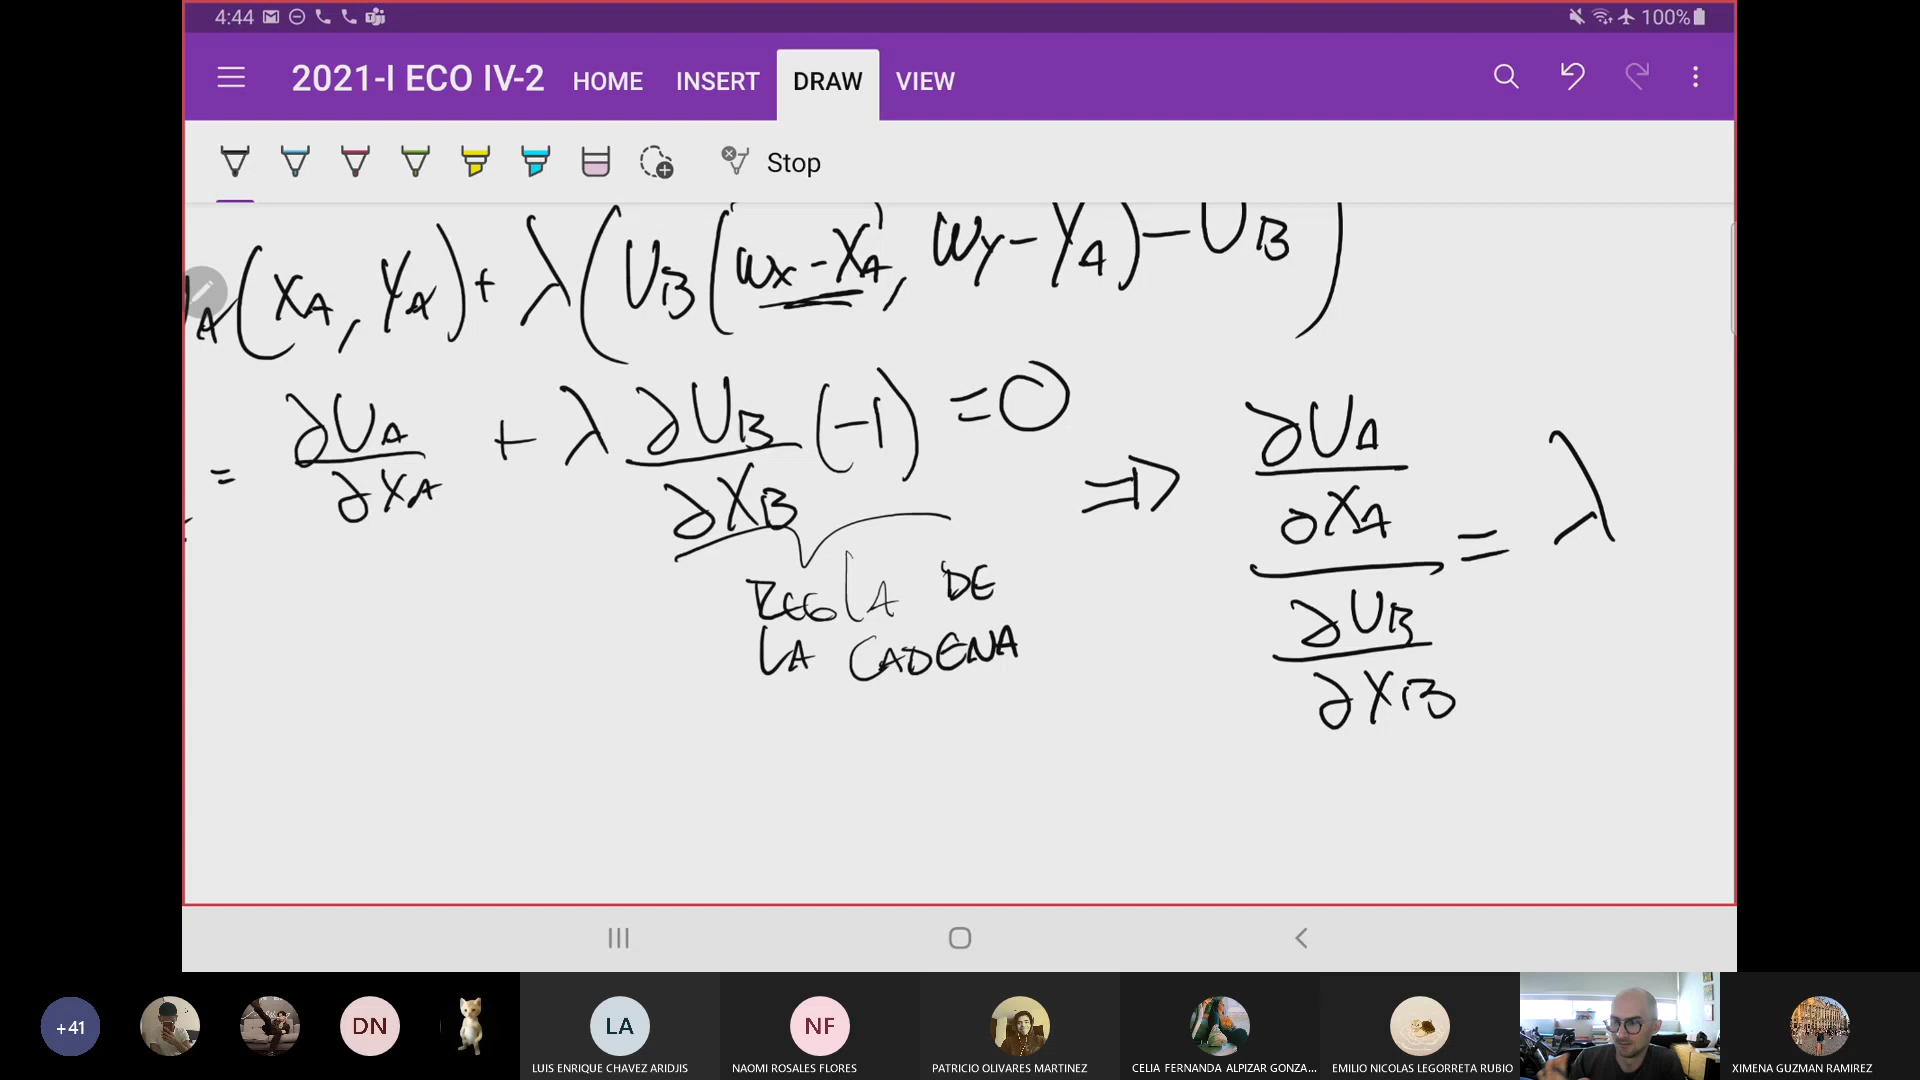 4:44 100%
2021-I ECO IV-2 HOME INSERT DRAW VIEW
Stop
A(XA, YA) + λ(UB(ωx - XA, ωy - YA) - UB)
= ∂UA/∂XA + λ ∂UB/∂XB (-1) = 0 ⇒ ∂UA/∂XA / ∂UB/∂XB = λ
REGLA DE
LA CADENA
+41 DN LA NF
LUIS ENRIQUE CHAVEZ ARIDJIS NAOMI ROSALES FLORES PATRICIO OLIVARES MARTINEZ CELIA FERNANDA ALPIZAR GONZA... EMILIO NICOLAS LEGORRETA RUBIO XIMENA GUZMAN RAMIREZ